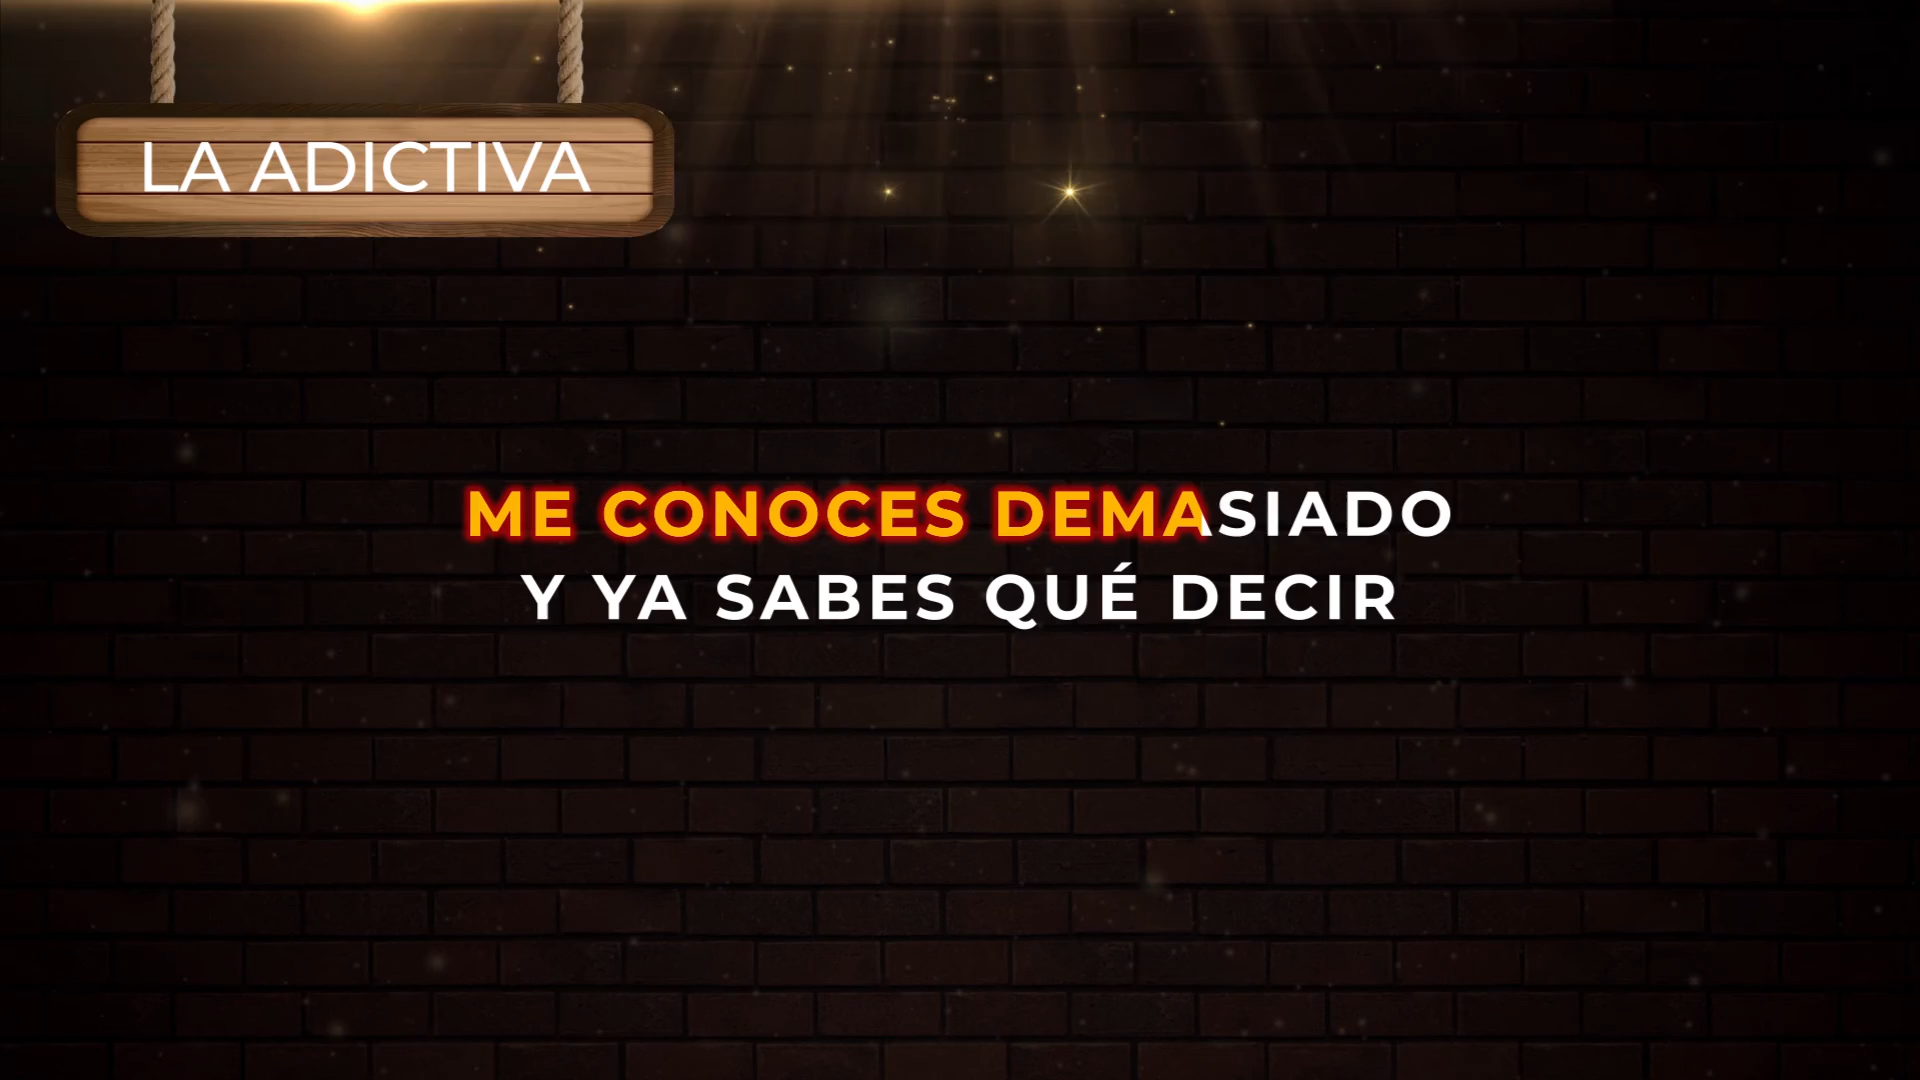 LA ADICTIVA
ME CONOCES DEMASIADO
Y YA SABES QUÉ DECIR